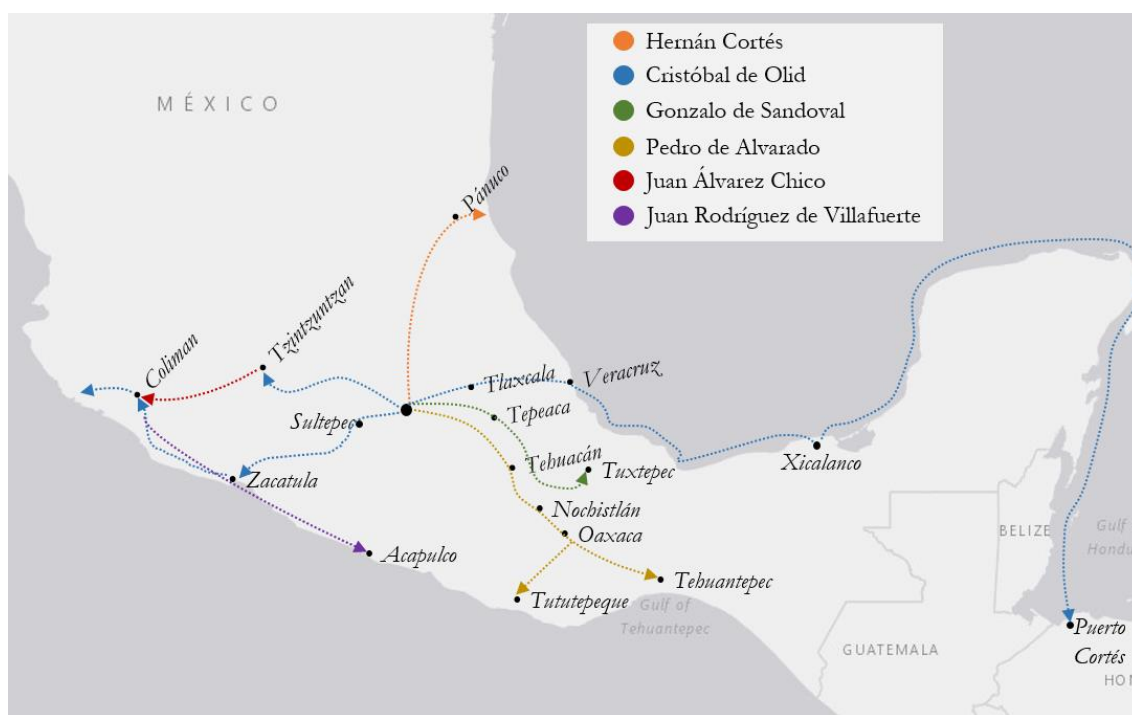 Hernán Cortés
Cristóbal de Olid
Gonzalo de Sandoval
Pedro de Alvarado
Juan Álvarez Chico
Juan Rodríguez de Villafuerte
MÉXICO
Pánuco
Tzintzuntzan
Coliman
Tlaxcala
Veracruz
Tepeaca
Sultepec
Tehuacán
Tuxtepec
Xicalanco
Zacatula
Nochistlán
Oaxaca
Acapulco
Tehuantepec
Tututepeque
Gulf of
Tehuantepec
BELIZE
Gulf
Hondu
GUATEMALA
Puerto
Cortés
HON